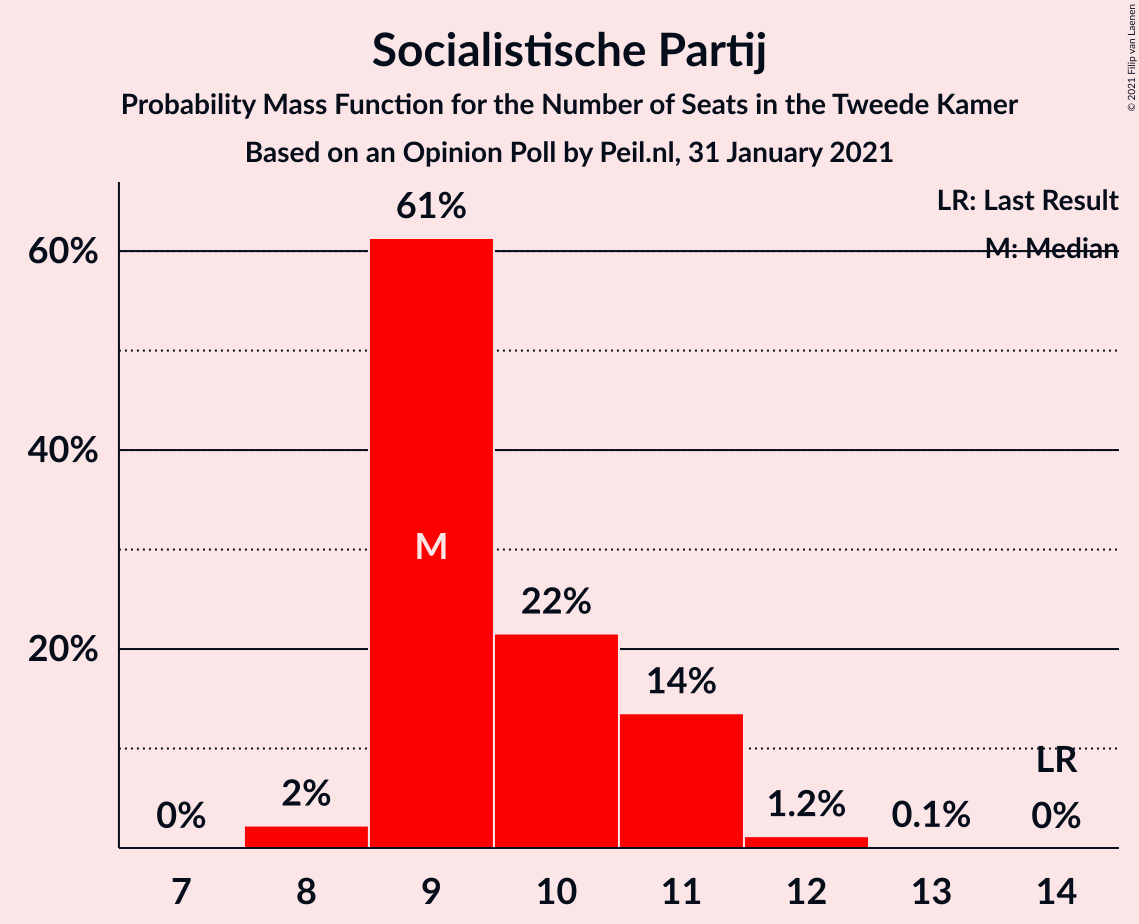 Socialistische Partij
Probability Mass Function for the Number of Seats in the Tweede Kamer
Based on an Opinion Poll by Peil.nl, 31 January 2021
© 2021 Filip van Laenen
LR: Last Result
M: Median
60%
40%
20%
0%
2%
61%
M
22%
14%
1.2%
0.1%
LR
0%
7 8 9 10 11 12 13 14